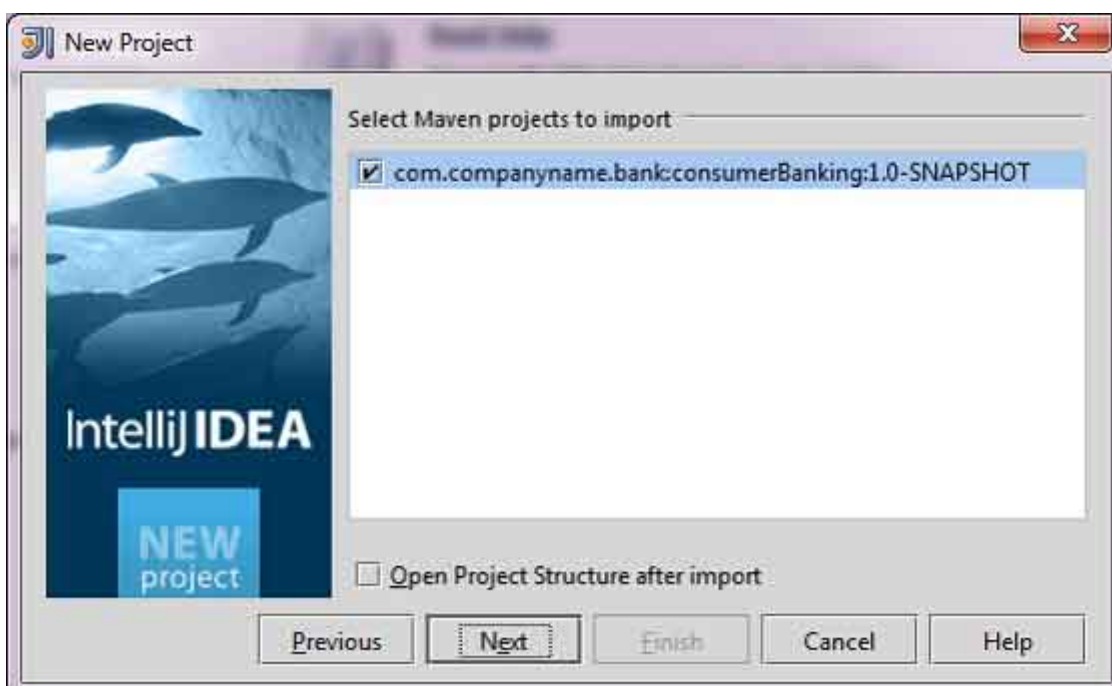 New Project
Select Maven projects to import
com.companyname.bank:consumerBanking:1.0-SNAPSHOT
IntelliJ IDEA
NEW
project
Open Project Structure after import
Previous Next Finish Cancel Help